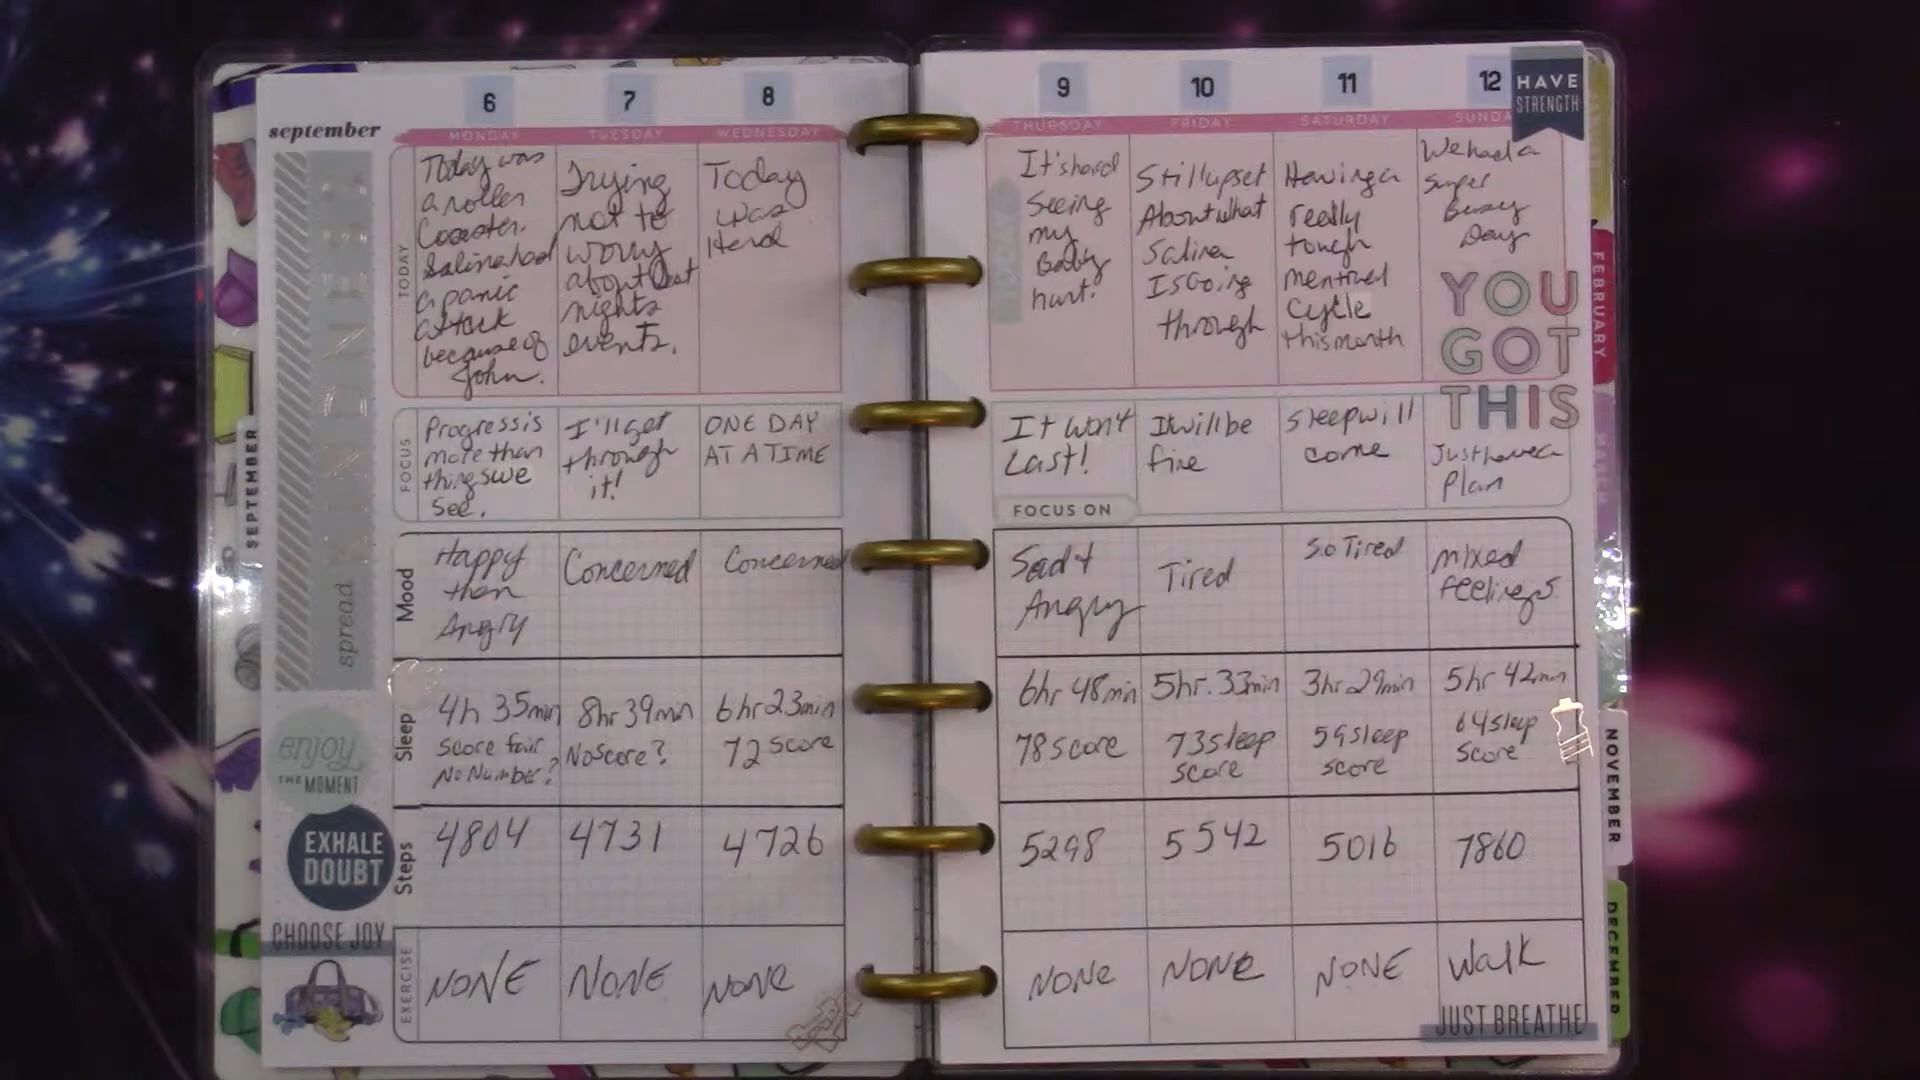 september
6
7
8
MONDAY
TUESDAY
WEDNESDAY
TODAY
Today was
a roller
Coaster.
Salina had
a panic
attack
because of
John.
Trying
not to
worry
about last
nights
events.
Today
was
Hard
FOCUS
Progress is
more than
things we
see.
I'll get
through
it!
ONE DAY
AT A TIME
Mood
Happy
then
Angry
Concerned
Concerned
Sleep
4h 35min
Score fair
No Number?
8hr 39min
No Score?
6hr 23min
72 score
Steps
4804
4731
4726
EXERCISE
NONE
NONE
NONE
spread
enjoy
THE MOMENT
EXHALE
DOUBT
CHOOSE JOY
SEPTEMBER
9
10
11
12
HAVE
STRENGTH
THURSDAY
FRIDAY
SATURDAY
SUNDAY
TODAY
It's hard
Seeing
my
Baby
hurt.
Still upset
About what
Salina
Is Going
through
Having a
really
tough
mentrual
Cycle
this month
We had a
Super
Busy
Day
YOU
GOT
THIS
It won't
Last!
It will be
fine
Sleep will
come
Just have a
Plan
FOCUS ON
Sad &
Angry
Tired
So Tired
mixed
feelings
6hr 48min
78 score
5hr. 33min
73 sleep
score
3hr 29min
59 sleep
score
5hr 42min
64 sleep
score
5298
5542
5016
7860
NONE
NONE
NONE
Walk
JUST BREATHE
FEBRUARY
MARCH
NOVEMBER
DECEMBER